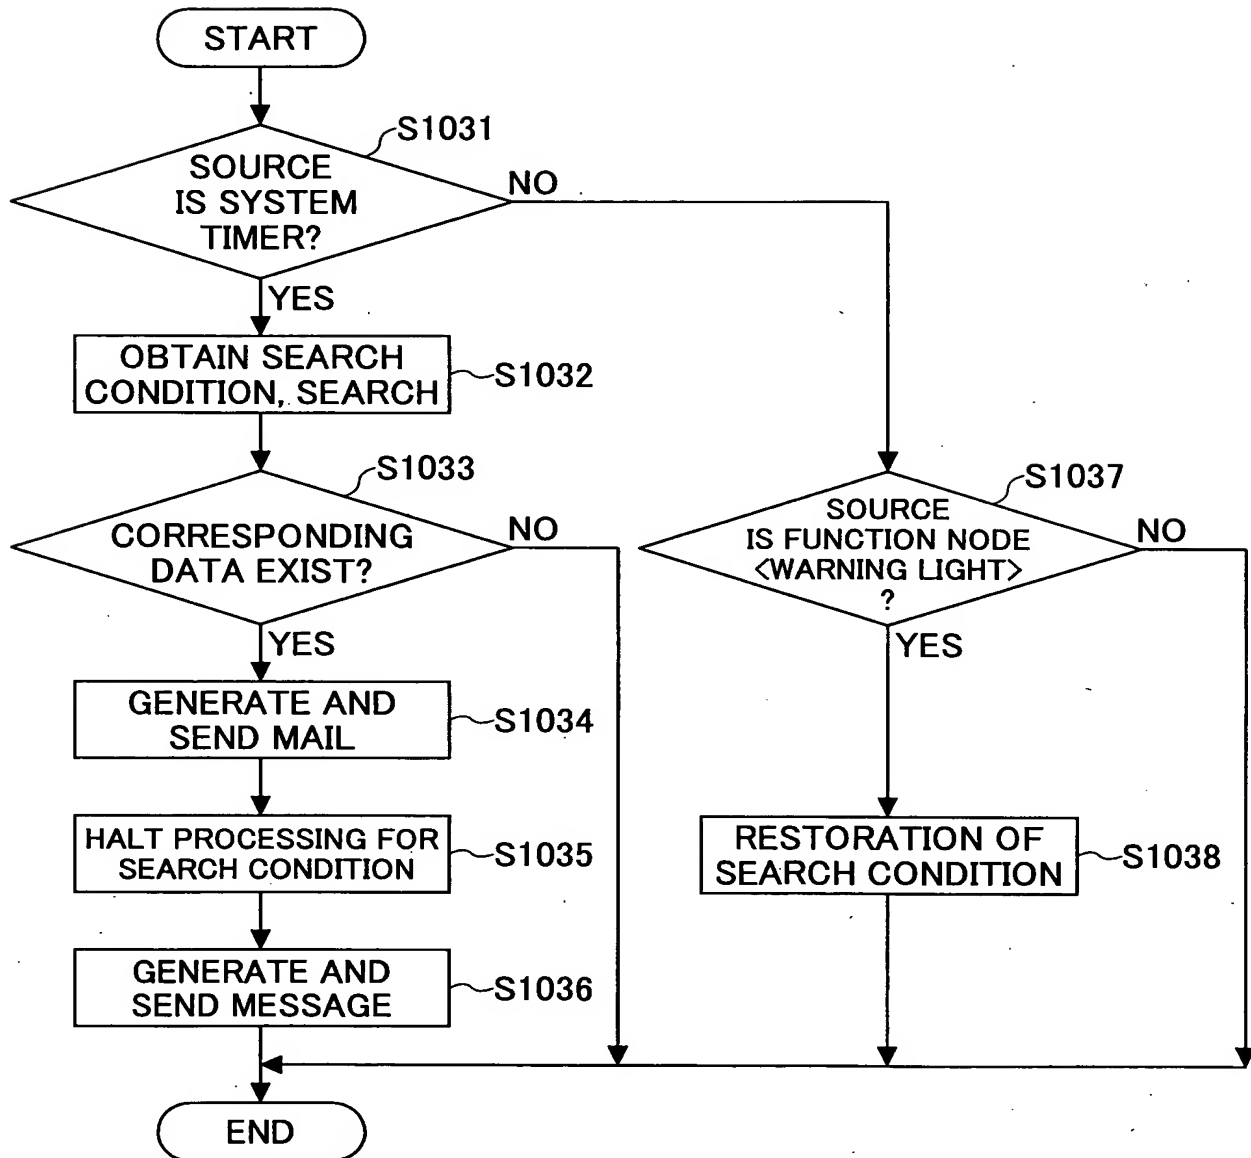 START
S1031
SOURCE
IS SYSTEM
TIMER?
NO
YES
OBTAIN SEARCH
CONDITION, SEARCH
S1032
S1033
CORRESPONDING
DATA EXIST?
NO
YES
GENERATE AND
SEND MAIL
S1034
HALT PROCESSING FOR
SEARCH CONDITION
S1035
GENERATE AND
SEND MESSAGE
S1036
S1037
SOURCE
IS FUNCTION NODE
<WARNING LIGHT>
?
NO
YES
RESTORATION OF
SEARCH CONDITION
S1038
END